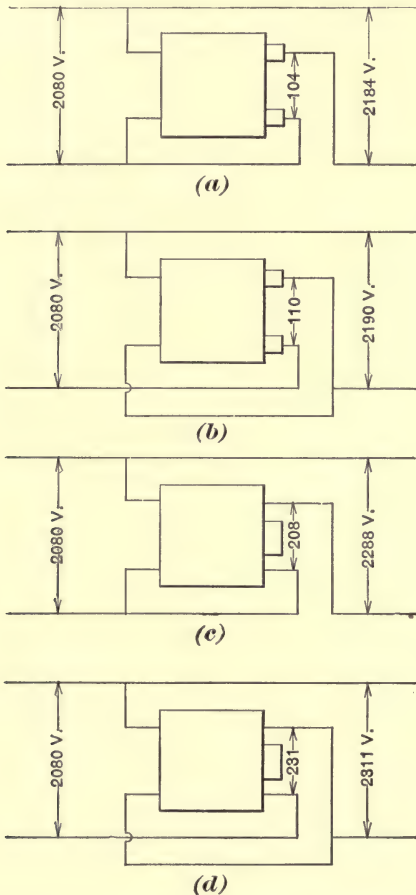 2080 V.
104
2184 V.
(a)
2080 V.
110
2190 V.
(b)
2080 V.
208
2288 V.
(c)
2080 V.
231
2311 V.
(d)